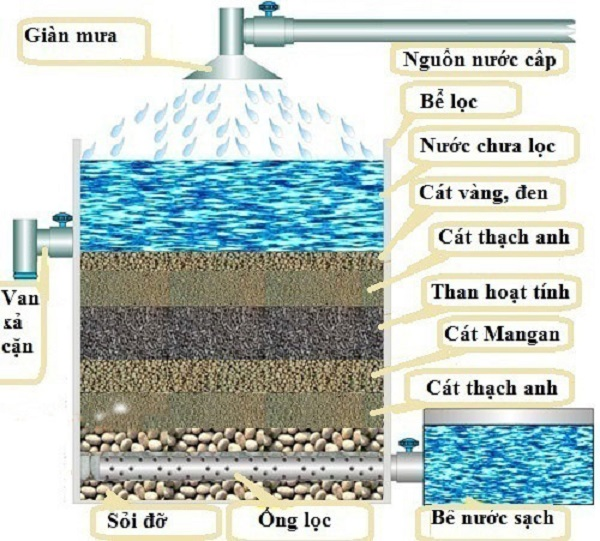 Giàn mưa
Nguồn nước cấp
Bể lọc
Nước chưa lọc
Cát vàng, đen
Cát thạch anh
Than hoạt tính
Cát Mangan
Cát thạch anh
Van
xả
cặn
Sỏi đỡ
Ống lọc
Bể nước sạch